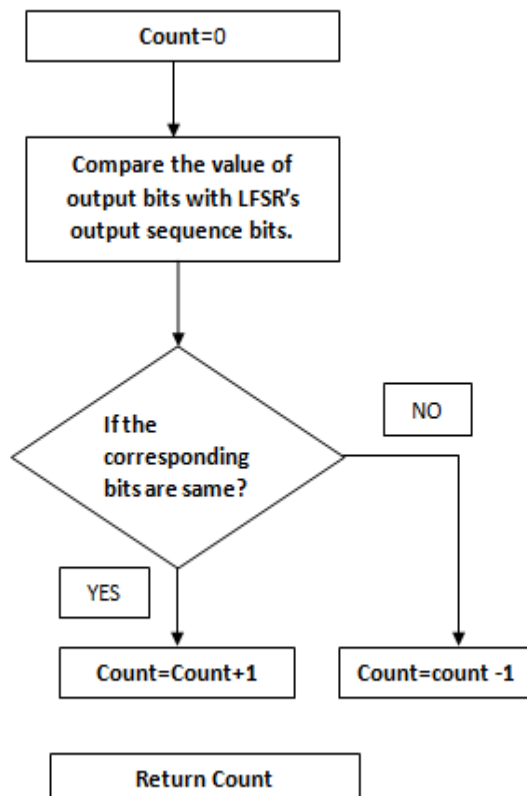 Count=0
Compare the value of
output bits with LFSR's
output sequence bits.
If the
corresponding
bits are same?
NO
YES
Count=Count+1
Count=count -1
Return Count